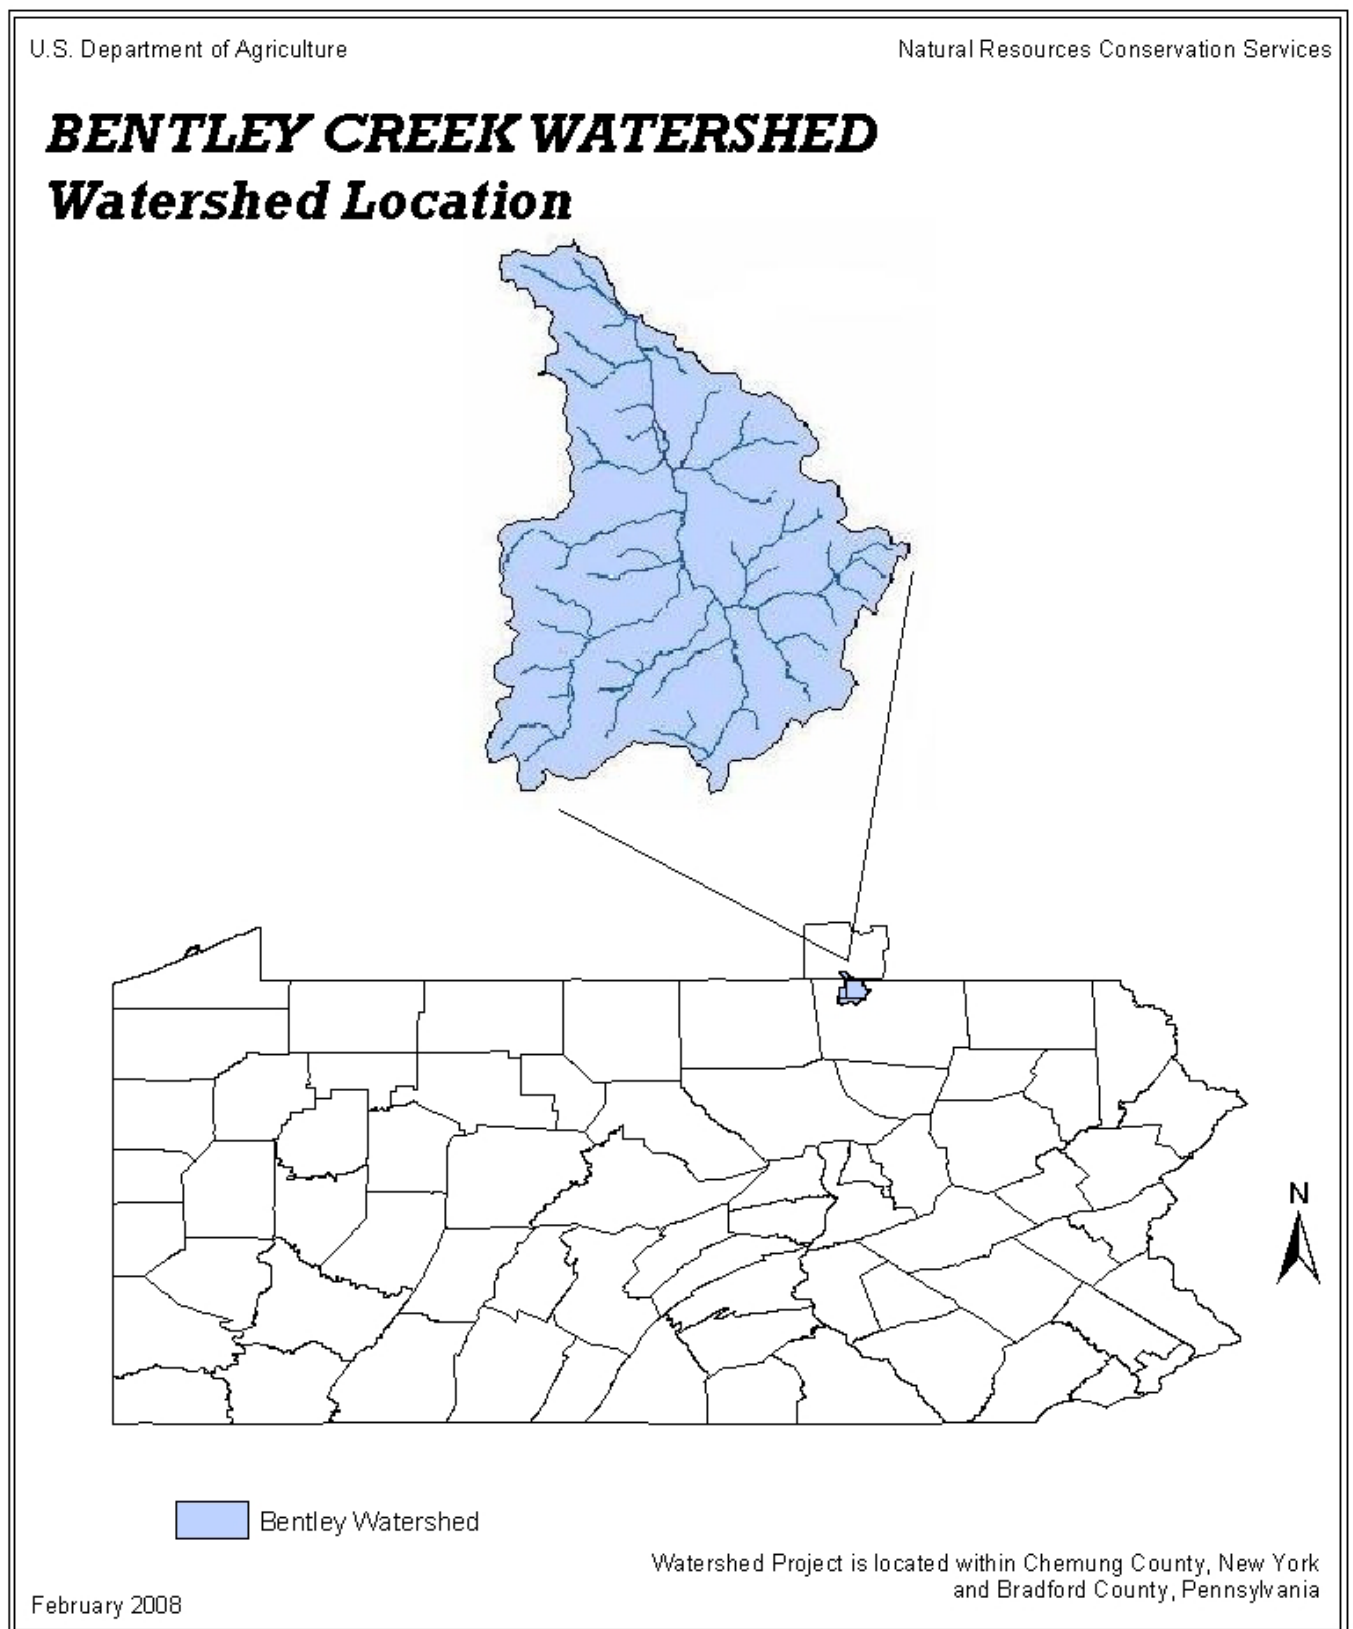 U.S. Department of Agriculture
Natural Resources Conservation Services
BENTLEY CREEK WATERSHED
Watershed Location
N
Bentley Watershed
Watershed Project is located within Chemung County, New York
and Bradford County, Pennsylvania
February 2008